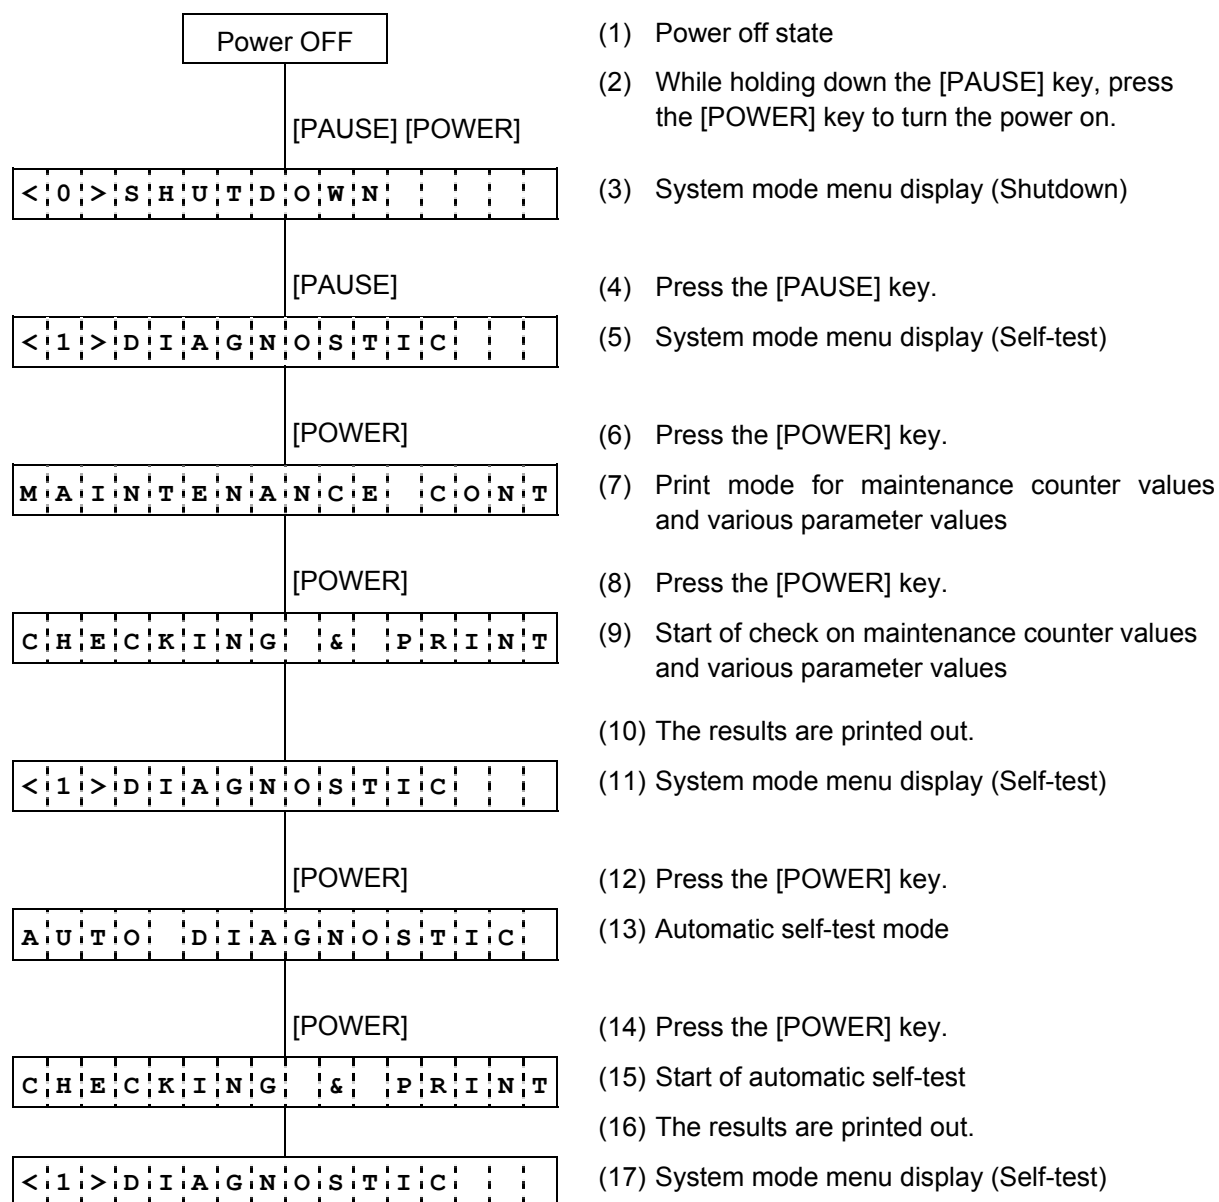 Power OFF
(1) Power off state
(2) While holding down the [PAUSE] key, press
the [POWER] key to turn the power on.
[PAUSE] [POWER]
<0>SHUTDOWN
(3) System mode menu display (Shutdown)
[PAUSE]
(4) Press the [PAUSE] key.
<1>DIAGNOSTIC
(5) System mode menu display (Self-test)
[POWER]
(6) Press the [POWER] key.
MAINTENANCE CONT
(7) Print mode for maintenance counter values
and various parameter values
[POWER]
(8) Press the [POWER] key.
CHECKING & PRINT
(9) Start of check on maintenance counter values
and various parameter values
(10) The results are printed out.
<1>DIAGNOSTIC
(11) System mode menu display (Self-test)
[POWER]
(12) Press the [POWER] key.
AUTO DIAGNOSTIC
(13) Automatic self-test mode
[POWER]
(14) Press the [POWER] key.
CHECKING & PRINT
(15) Start of automatic self-test
(16) The results are printed out.
<1>DIAGNOSTIC
(17) System mode menu display (Self-test)